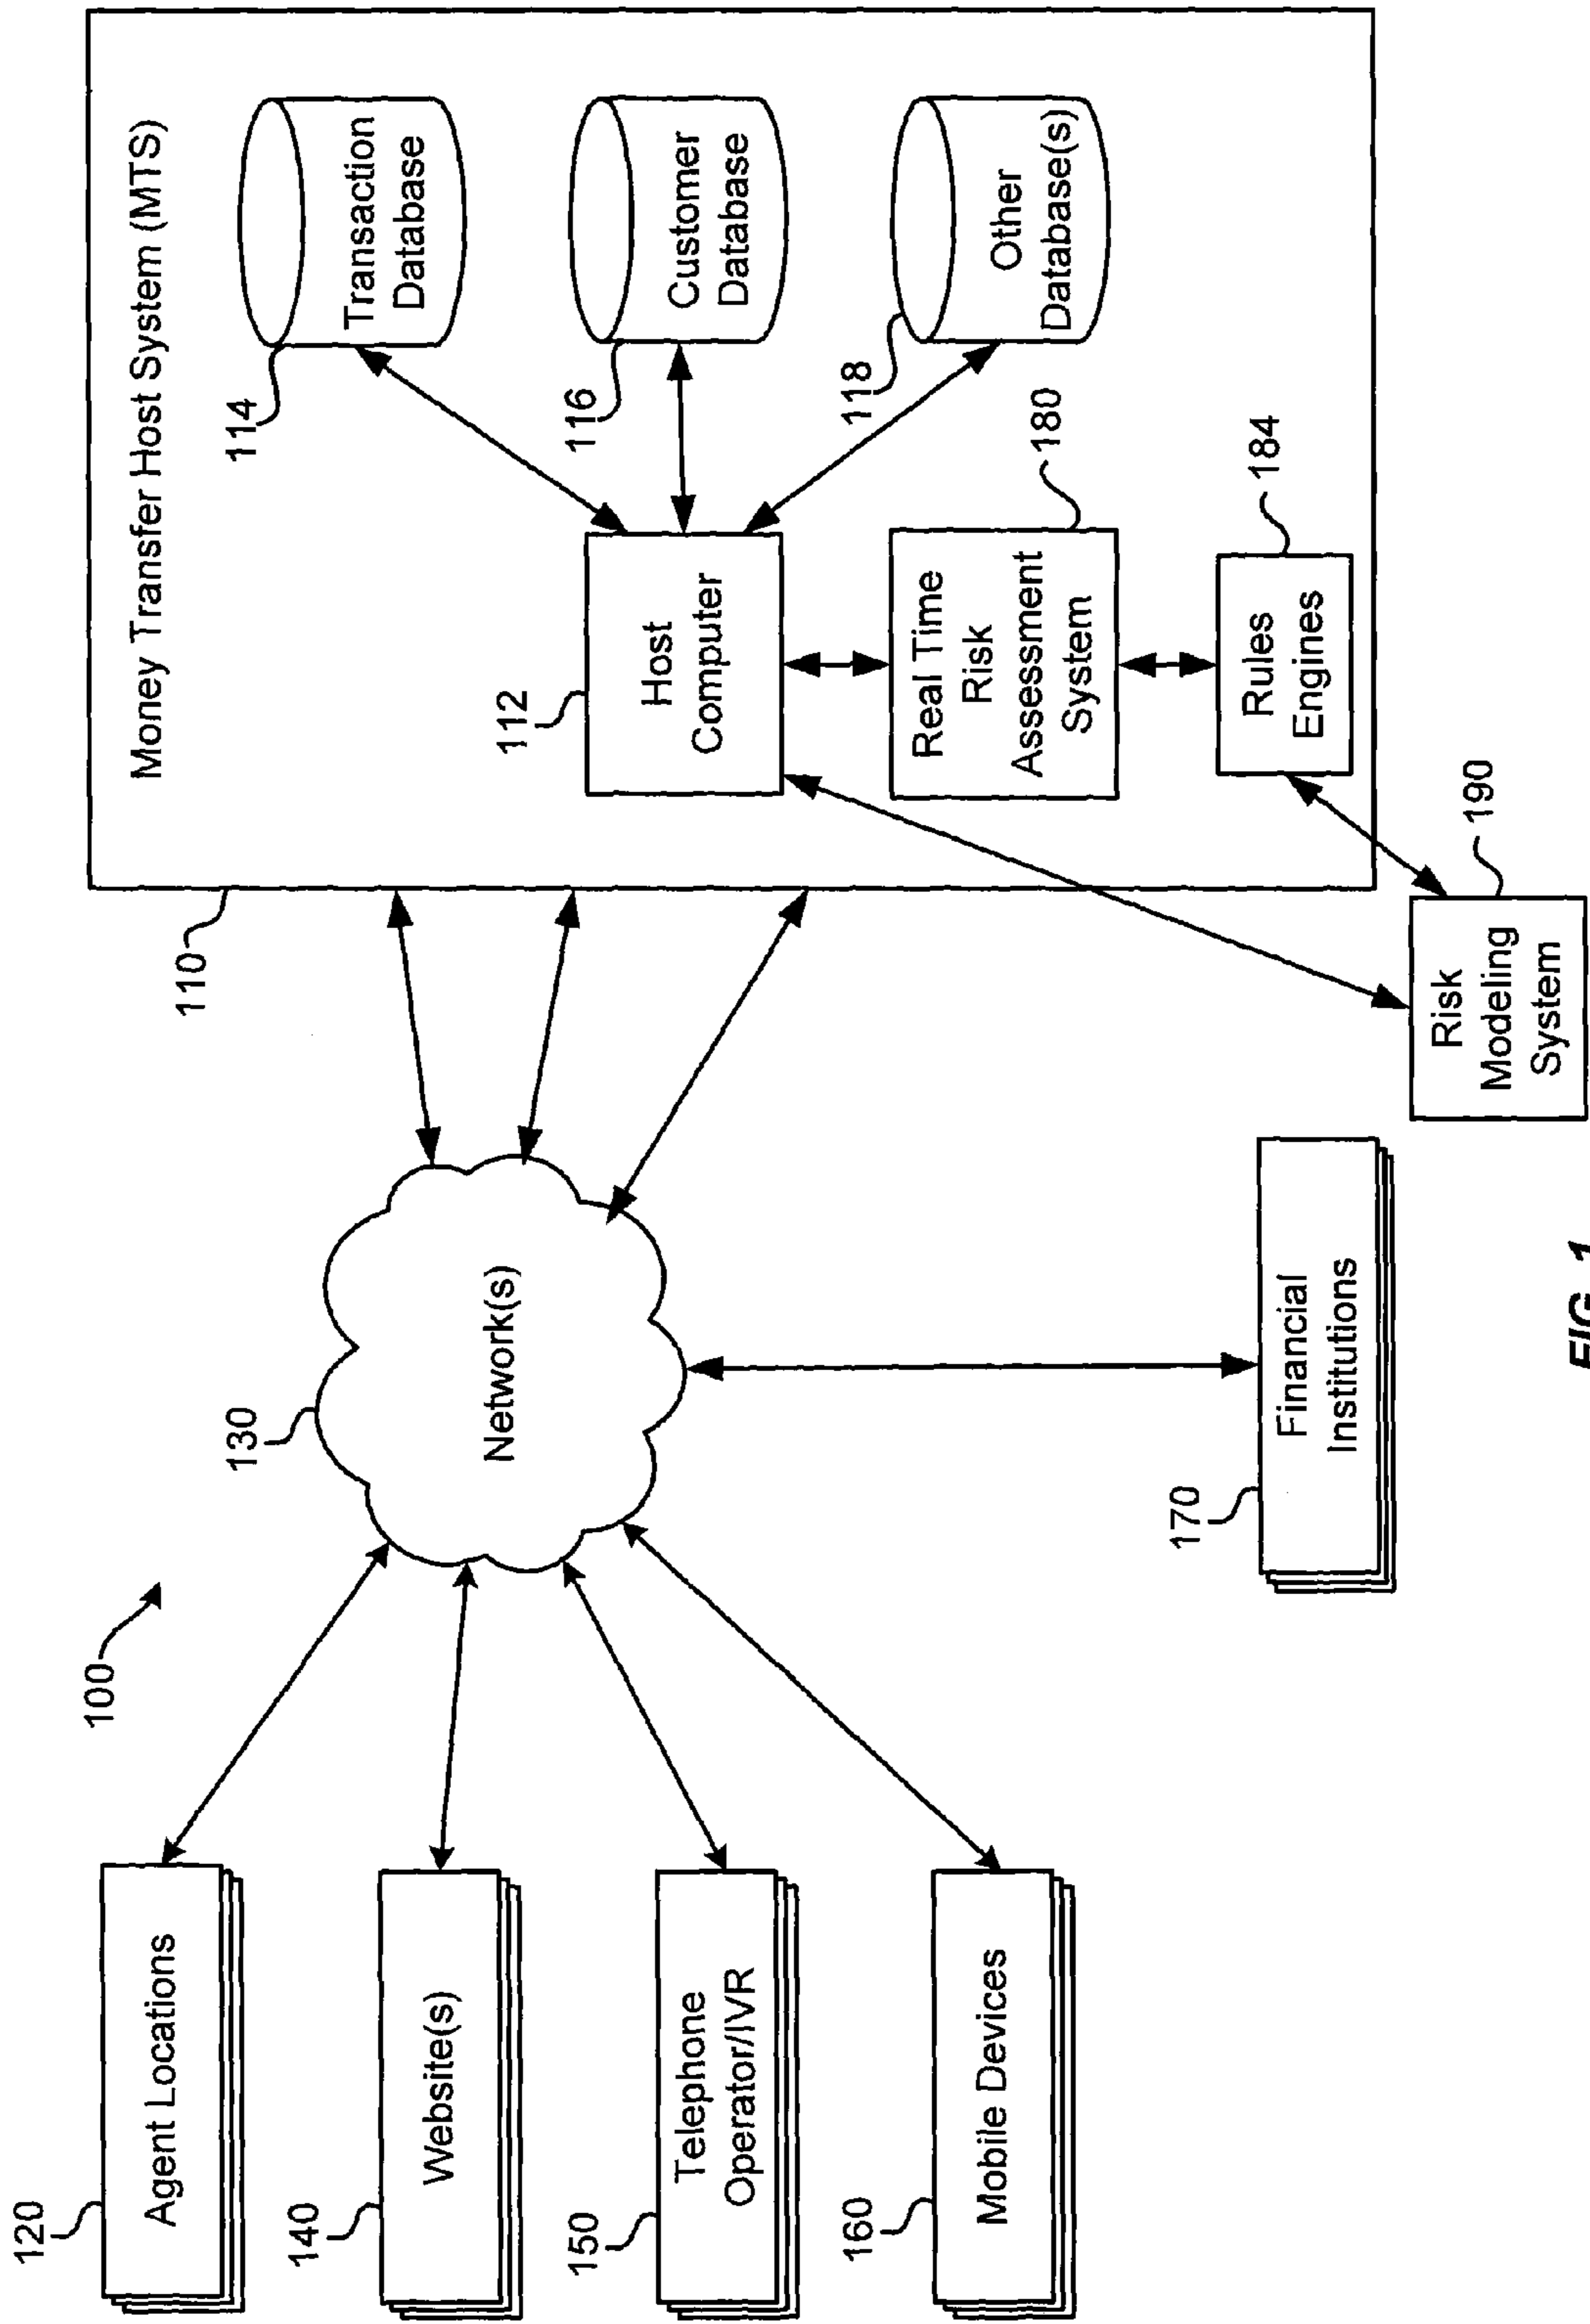 100
120
Agent Locations
140
Website(s)
150
Telephone
Operator/IVR
160
Mobile Devices
130
Network(s)
170
Financial
Institutions
110
Money Transfer Host System (MTS)
112
Host
Computer
114
Transaction
Database
116
Customer
Database
118
Other
Database(s)
180
Real Time
Risk
Assessment
System
184
Rules
Engines
190
Risk
Modeling
System
FIG. 1